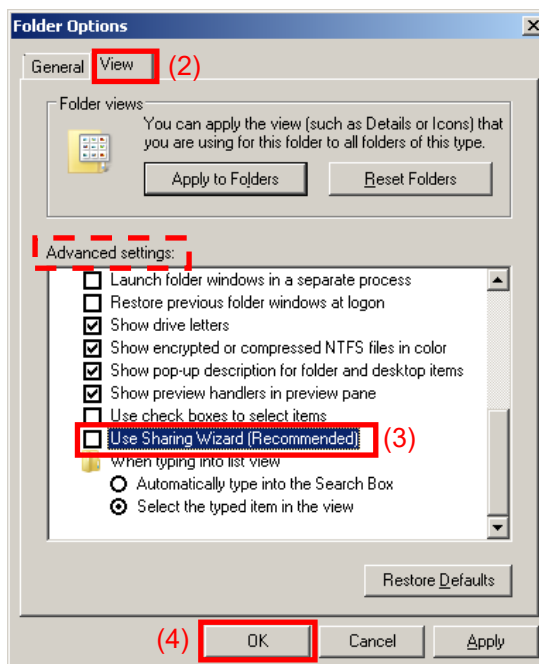 Folder Options
General View (2)
Folder views
You can apply the view (such as Details or Icons) that
you are using for this folder to all folders of this type.
Apply to Folders Reset Folders
Advanced settings:
Launch folder windows in a separate process
Restore previous folder windows at logon
Show drive letters
Show encrypted or compressed NTFS files in color
Show pop-up description for folder and desktop items
Show preview handlers in preview pane
Use check boxes to select items
Use Sharing Wizard (Recommended) (3)
When typing into list view
Automatically type into the Search Box
Select the typed item in the view
Restore Defaults
(4) OK Cancel Apply